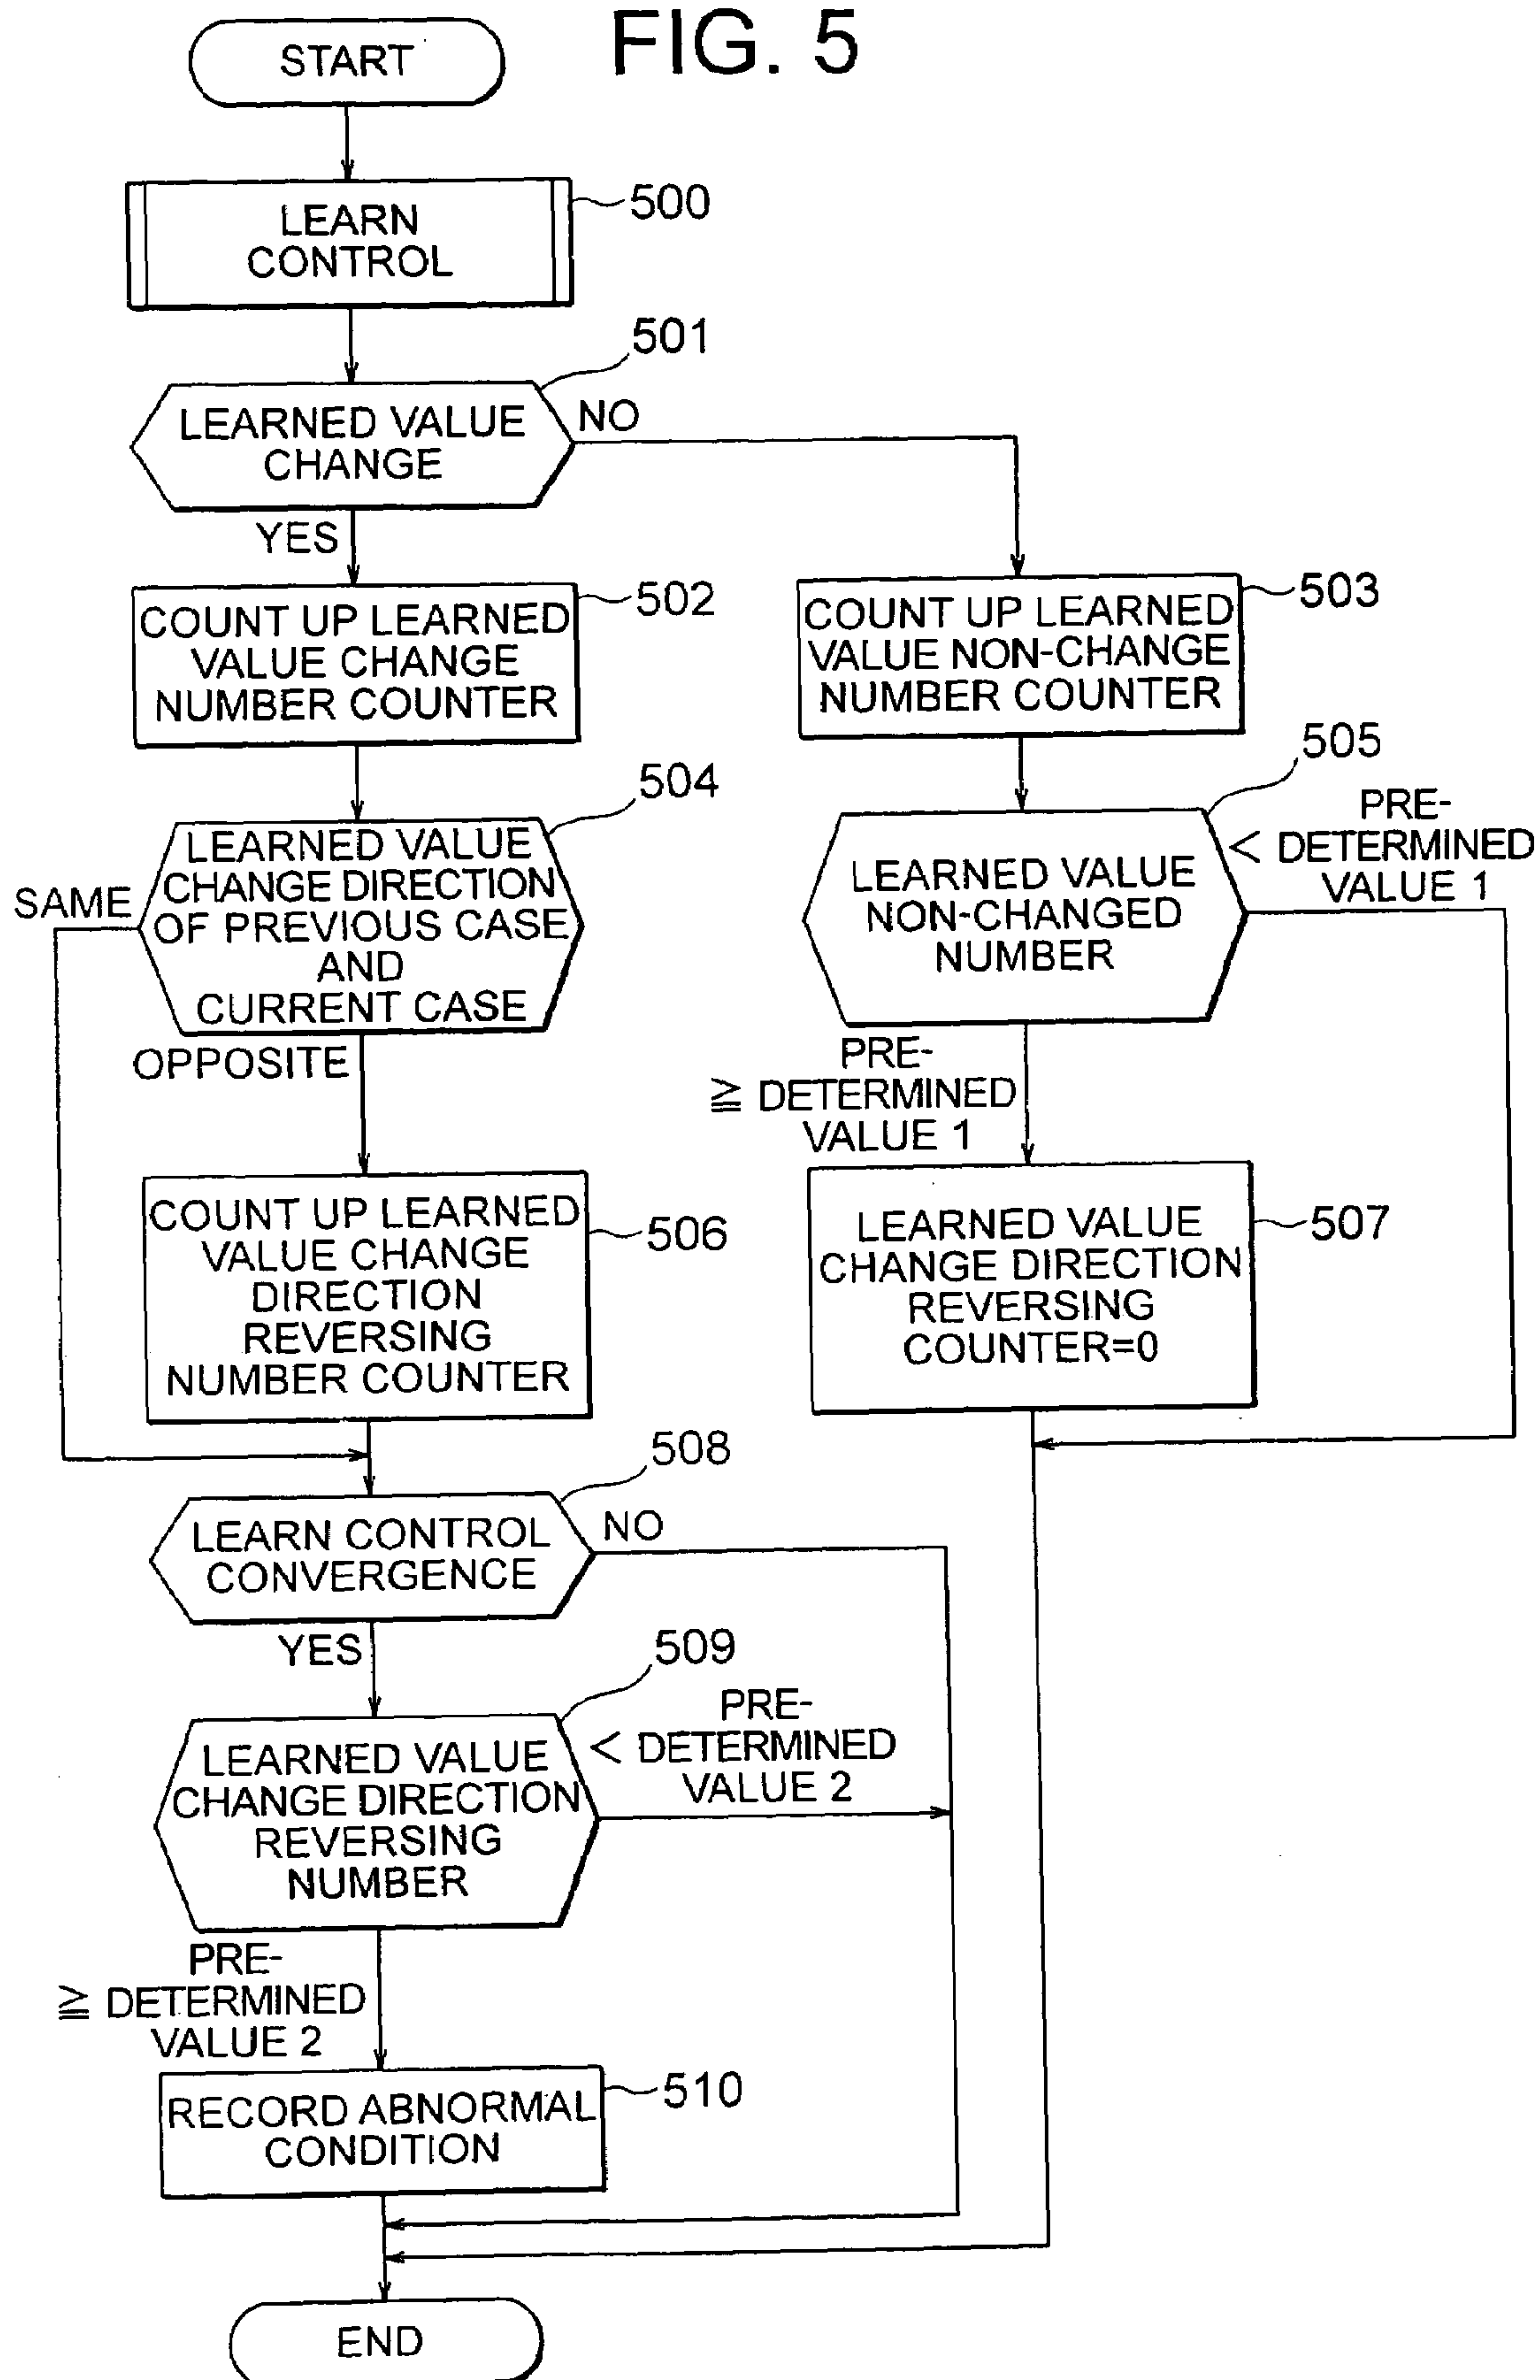 FIG. 5
START
LEARN
CONTROL
500
501
LEARNED VALUE
CHANGE
NO
YES
COUNT UP LEARNED
VALUE CHANGE
NUMBER COUNTER
502
COUNT UP LEARNED
VALUE NON-CHANGE
NUMBER COUNTER
503
504
LEARNED VALUE
CHANGE DIRECTION
OF PREVIOUS CASE
AND
CURRENT CASE
SAME
OPPOSITE
505
LEARNED VALUE
NON-CHANGED
NUMBER
PRE-
< DETERMINED
VALUE 1
PRE-
≧ DETERMINED
VALUE 1
COUNT UP LEARNED
VALUE CHANGE
DIRECTION
REVERSING
NUMBER COUNTER
506
LEARNED VALUE
CHANGE DIRECTION
REVERSING
COUNTER=0
507
508
LEARN CONTROL
CONVERGENCE
NO
YES
509
LEARNED VALUE
CHANGE DIRECTION
REVERSING
NUMBER
PRE-
< DETERMINED
VALUE 2
PRE-
≧ DETERMINED
VALUE 2
RECORD ABNORMAL
CONDITION
510
END